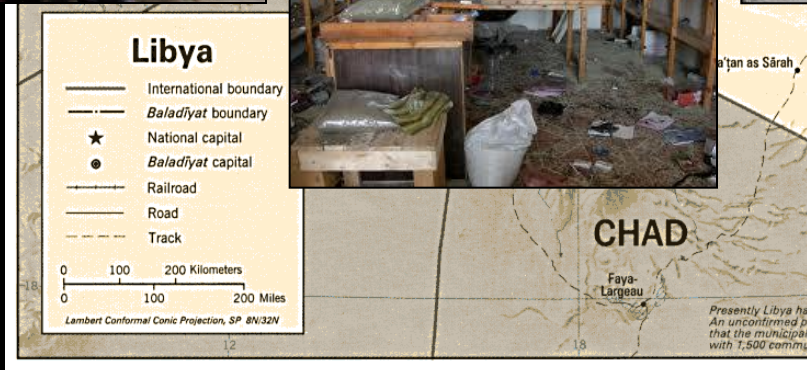 Libya
International boundary
Baladīyat boundary
National capital
Baladīyat capital
Railroad
Road
Track
0 100 200 Kilometers
0 100 200 Miles
Lambert Conformal Conic Projection, SP 8N/32N
as Sārah
CHAD
Faya-
Largeau
18
12
18
Presently Libya ha
An unconfirmed p
that the municipal
with 1,500 commu